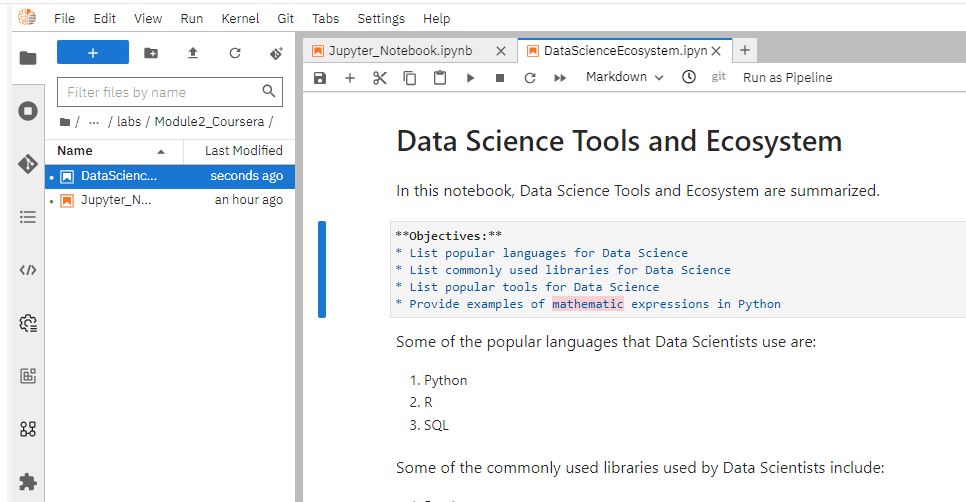 File Edit View Run Kernel Git Tabs Settings Help
Filter files by name
/ ... / labs / Module2_Coursera /
Name Last Modified
DataScienc... seconds ago
Jupyter_N... an hour ago
Jupyter_Notebook.ipynb
DataScienceEcosystem.ipyn
Markdown
git
Run as Pipeline
Data Science Tools and Ecosystem
In this notebook, Data Science Tools and Ecosystem are summarized.
**Objectives:**
* List popular languages for Data Science
* List commonly used libraries for Data Science
* List popular tools for Data Science
* Provide examples of mathematic expressions in Python
Some of the popular languages that Data Scientists use are:
1. Python
2. R
3. SQL
Some of the commonly used libraries used by Data Scientists include: